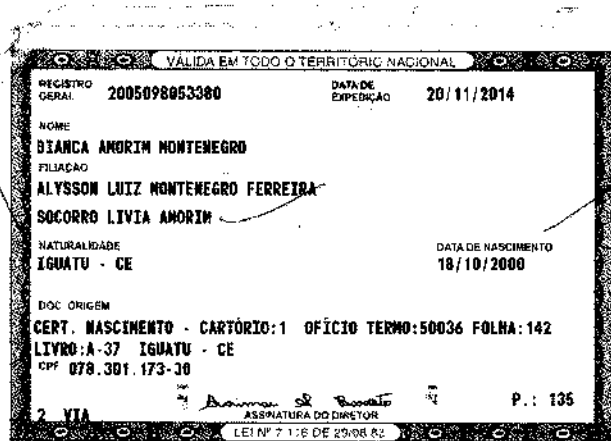 VÁLIDA EM TODO O TERRITÓRIO NACIONAL
REGISTRO GERAL 2005098053380 DATA DE EXPEDIÇÃO 20/11/2014
NOME
BIANCA AMORIM MONTENEGRO
FILIAÇÃO
ALYSSON LUIZ MONTENEGRO FERREIRA
SOCORRO LIVIA AMORIM
NATURALIDADE DATA DE NASCIMENTO
IGUATU - CE 18/10/2000
DOC ORIGEM
CERT. NASCIMENTO - CARTÓRIO:1 OFÍCIO TERMO:50036 FOLHA:142
LIVRO:A-37 IGUATU - CE
CPF 078.301.173-30
P.: 135
2 VIA ASSINATURA DO DIRETOR
LEI Nº 7.116 DE 29/08/83